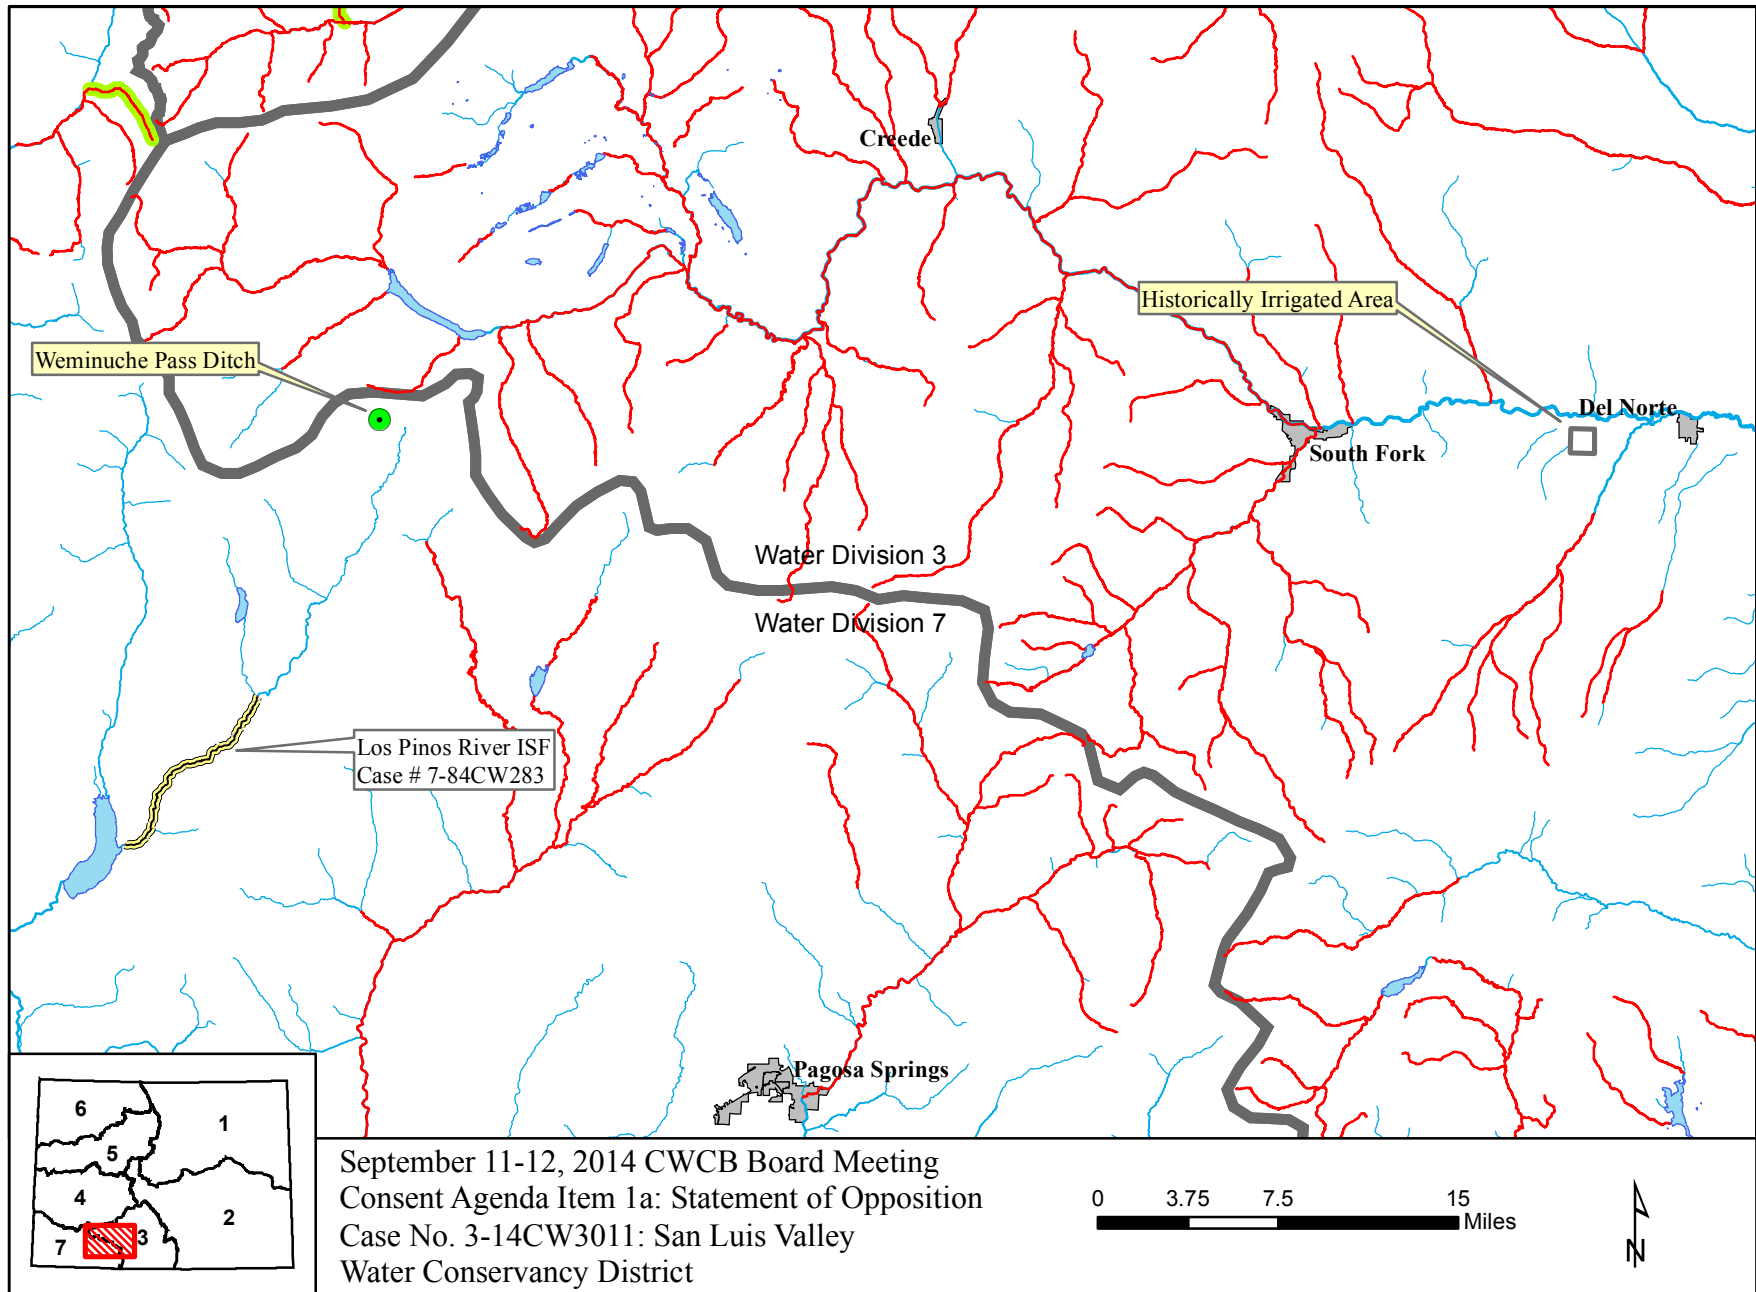 Creede
Historically Irrigated Area
Weminuche Pass Ditch
Del Norte
South Fork
Water Division 3
Water Division 7
Los Pinos River ISF
Case # 7-84CW283
Pagosa Springs
6
1
5
4
2
3
7
September 11-12, 2014 CWCB Board Meeting
Consent Agenda Item 1a: Statement of Opposition
Case No. 3-14CW3011: San Luis Valley
Water Conservancy District
0 3.75 7.5 15
Miles
N